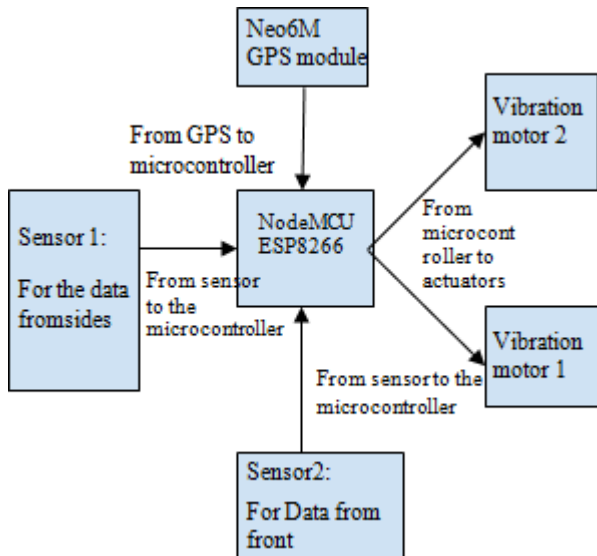 Neo6M
GPS module
Vibration
motor 2
From GPS to
microcontroller
Sensor 1:
For the data
fromsides
NodeMCU
ESP8266
From
microcont
roller to
actuators
From sensor
to the
microcontroller
Vibration
motor 1
From sensor to the
microcontroller
Sensor2:
For Data from
front